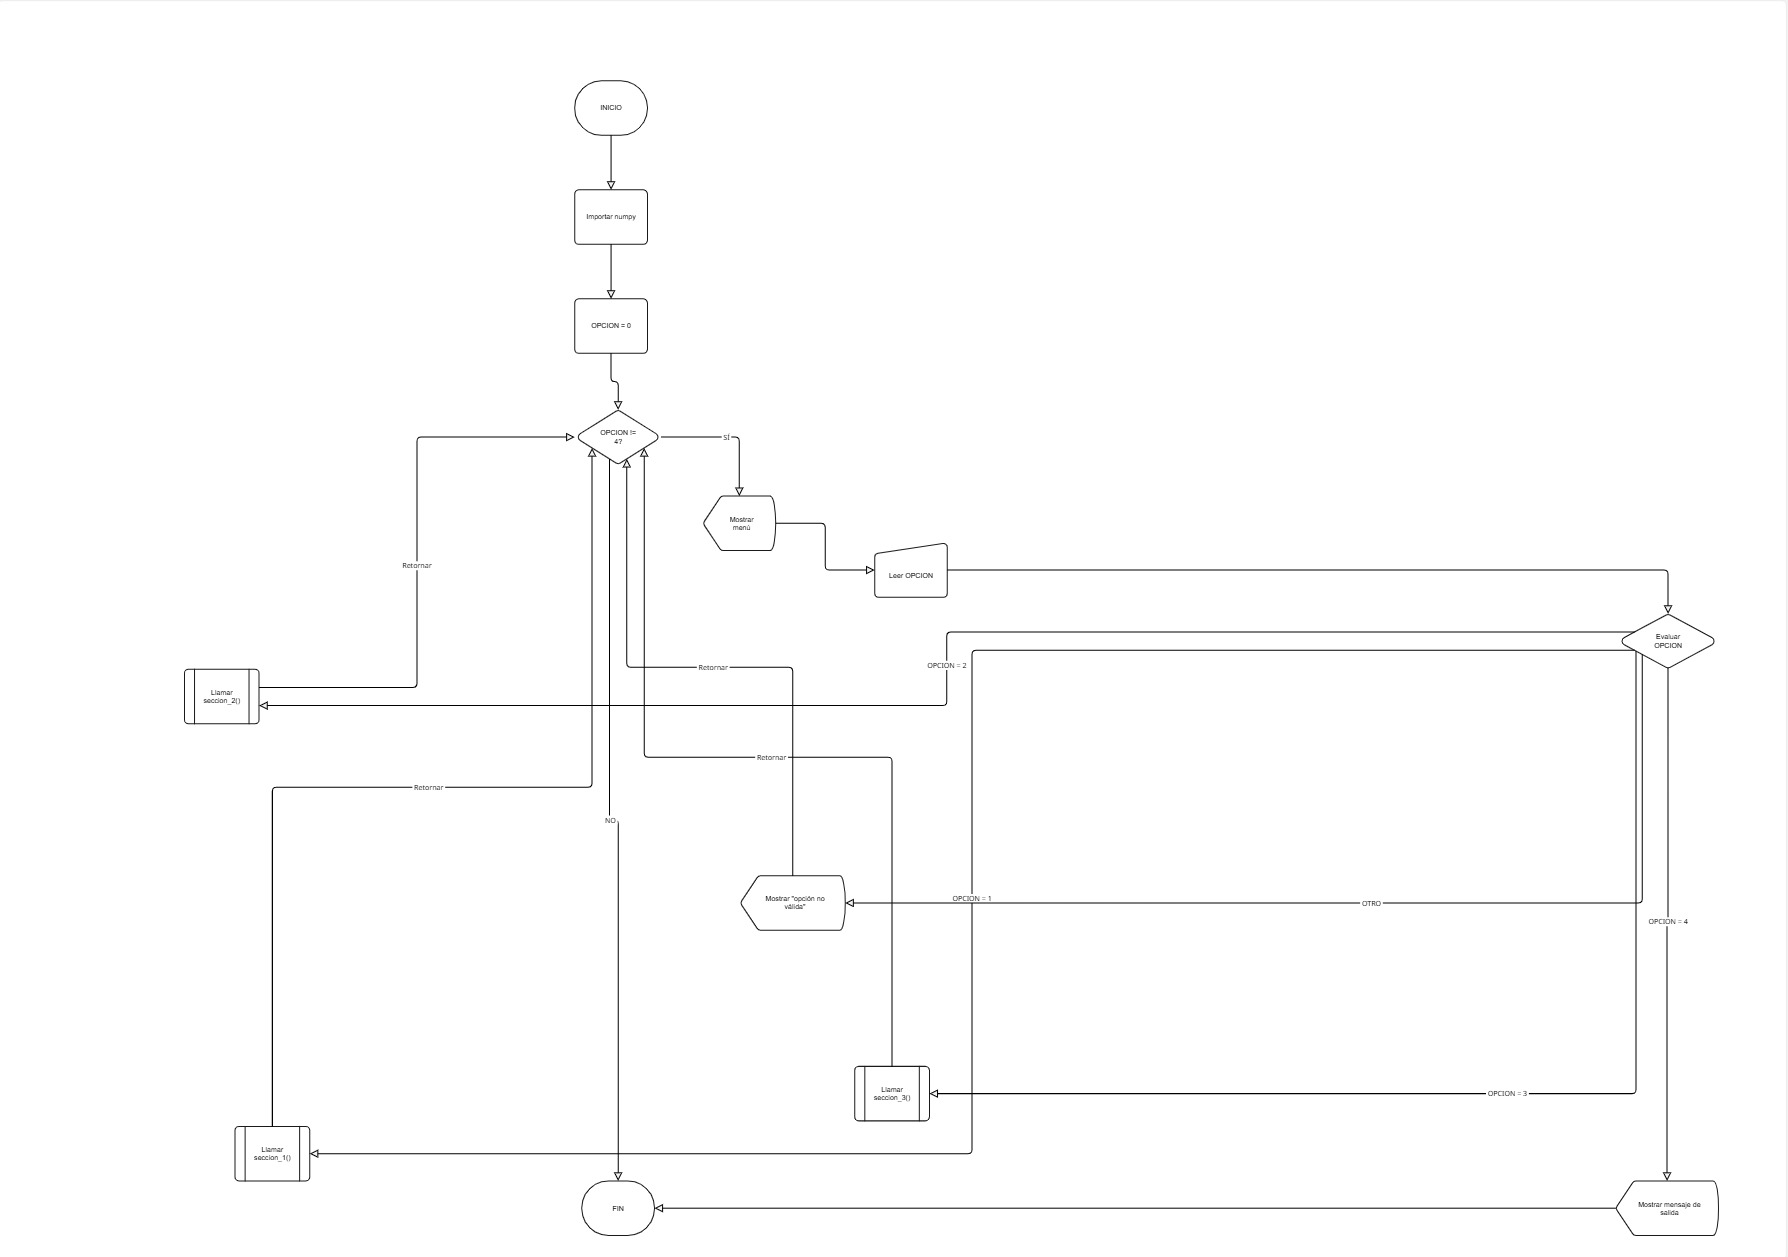 INICIO
Importar numpy
OPCION = 0
OPCION !=
4?
SÍ
Mostrar
menú
Retornar
Leer OPCION
Evaluar
OPCION
OPCION = 2
Retornar
Llamar
seccion_2()
Retornar
Retornar
NO
Mostrar "opción no
válida"
OPCION = 1
OTRO
OPCION = 4
Llamar
seccion_3()
OPCION = 3
Llamar
seccion_1()
FIN
Mostrar mensaje de
salida